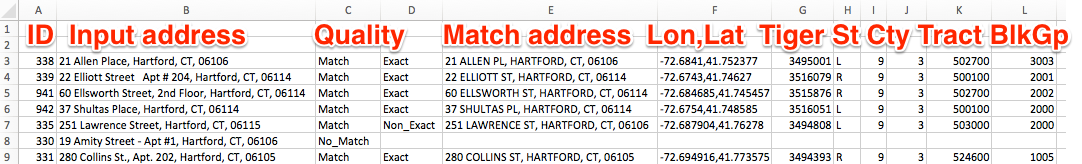 A B C D E F G H I J K L
1 ID Input address Quality Match address Lon,Lat Tiger St Cty Tract BlkGp
2
3 338 21 Allen Place, Hartford, CT, 06106 Match Exact 21 ALLEN PL, HARTFORD, CT, 06106 -72.6841,41.752377 3495001 L 9 3 502700 3003
4 339 22 Elliott Street  Apt # 204, Hartford, CT, 06114 Match Exact 22 ELLIOTT ST, HARTFORD, CT, 06114 -72.6743,41.74627 3516079 R 9 3 500100 2001
5 941 60 Ellsworth Street, 2nd Floor, Hartford, CT, 06114 Match Exact 60 ELLSWORTH ST, HARTFORD, CT, 06114 -72.684685,41.745457 3515876 R 9 3 502700 2002
6 942 37 Shultas Place, Hartford, CT, 06114 Match Exact 37 SHULTAS PL, HARTFORD, CT, 06114 -72.6754,41.748585 3516051 L 9 3 500100 2000
7 335 251 Lawrence Street, Hartford, CT, 06115 Match Non_Exact 251 LAWRENCE ST, HARTFORD, CT, 06106 -72.687904,41.76278 3494808 L 9 3 503000 2000
8 330 19 Amity Street - Apt #1, Hartford, CT, 06106 No_Match
9 331 280 Collins St., Apt. 202, Hartford, CT, 06105 Match Exact 280 COLLINS ST, HARTFORD, CT, 06105 -72.694916,41.773575 3494393 R 9 3 524600 1005